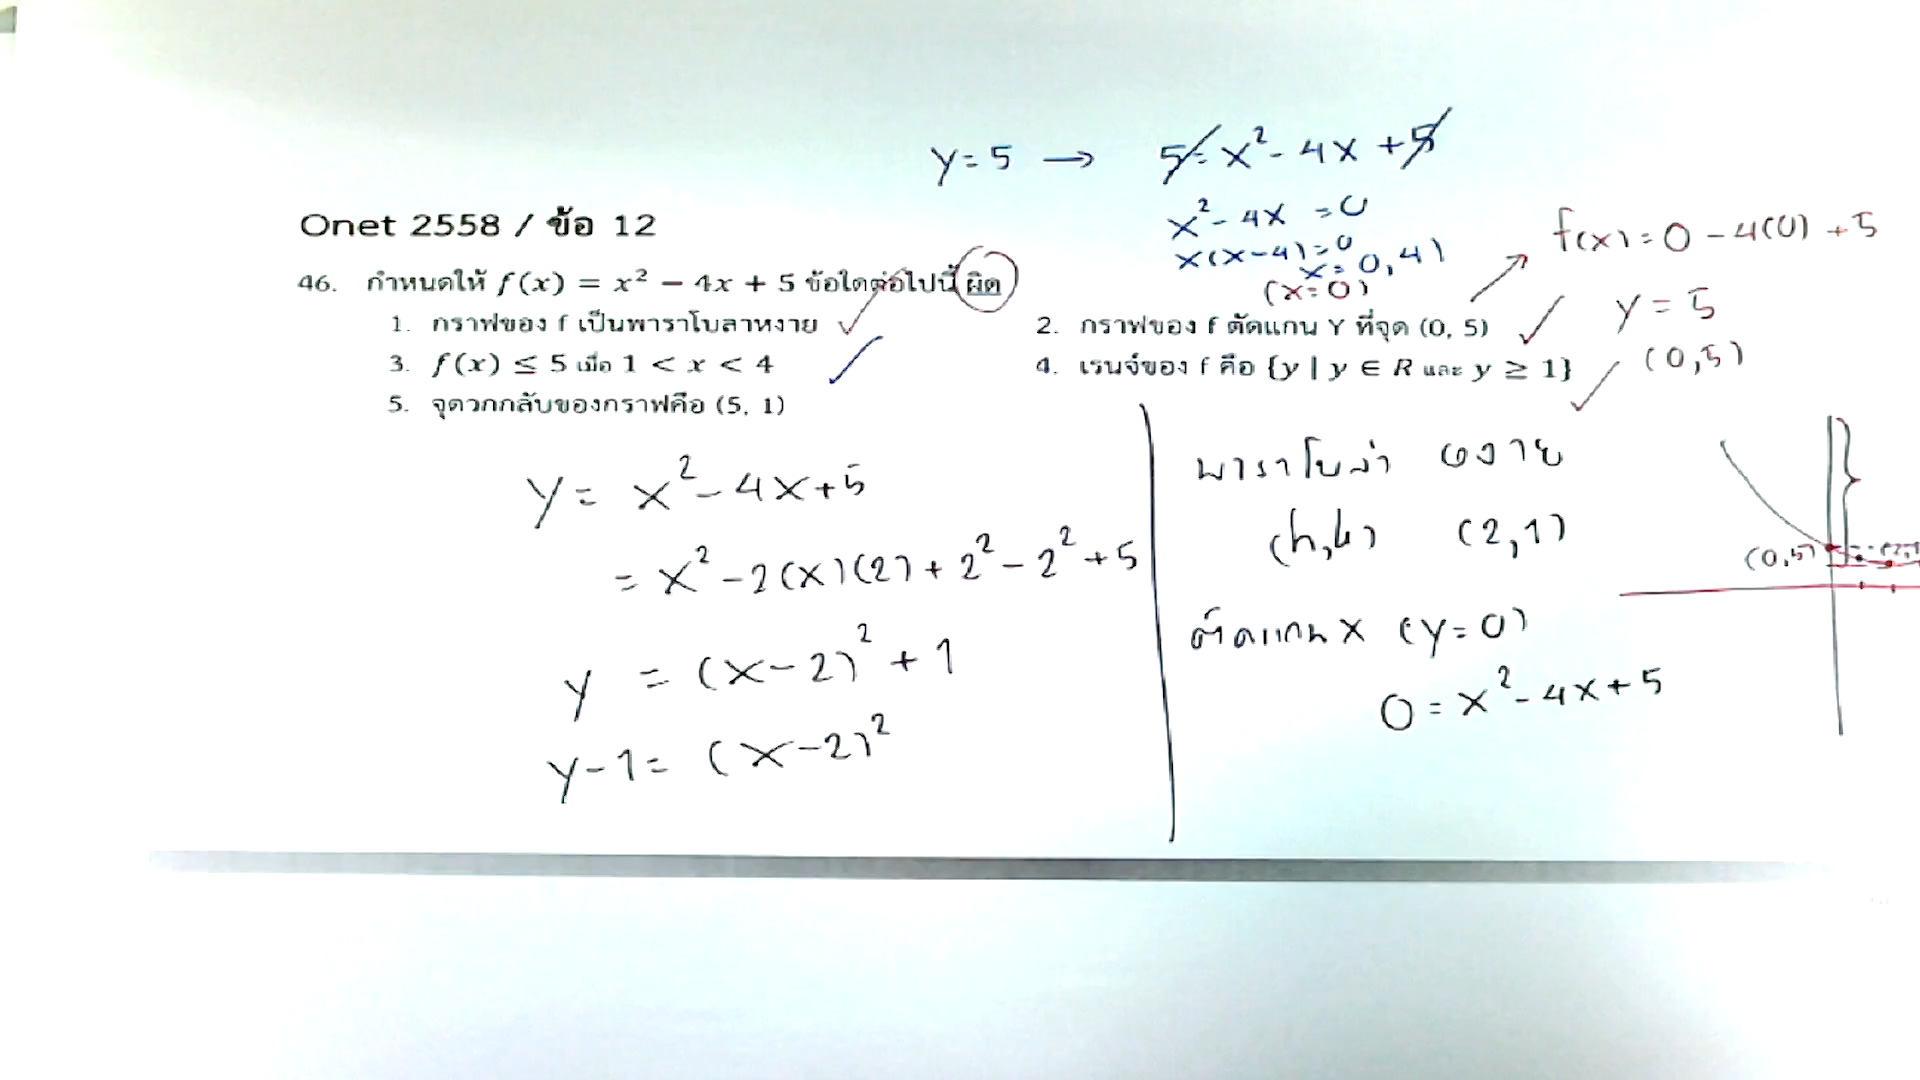 y = 5 → 5 = x² - 4x + 5
x² - 4x = 0
x(x-4) = 0
x = 0, 4)
(x=0)
f(x) = 0 - 4(0) + 5
y = 5
(0,5)
Onet 2558 / ข้อ 12
46. กำหนดให้ f(x) = x² − 4x + 5 ข้อใดต่อไปนี้ ผิด
1. กราฟของ f เป็นพาราโบลาหงาย
2. กราฟของ f ตัดแกน Y ที่จุด (0, 5)
3. f(x) ≤ 5 เมื่อ 1 < x < 4
4. เรนจ์ของ f คือ {y | y ∈ R และ y ≥ 1}
5. จุดวกกลับของกราฟคือ (5, 1)
y = x² - 4x + 5
= x² - 2(x)(2) + 2² - 2² + 5
y = (x-2)² + 1
y - 1 = (x-2)²
พาราโบล่า หงาย
(h,k) (2,1)
ตัดแกน x (y=0)
0 = x² - 4x + 5
(0,5)